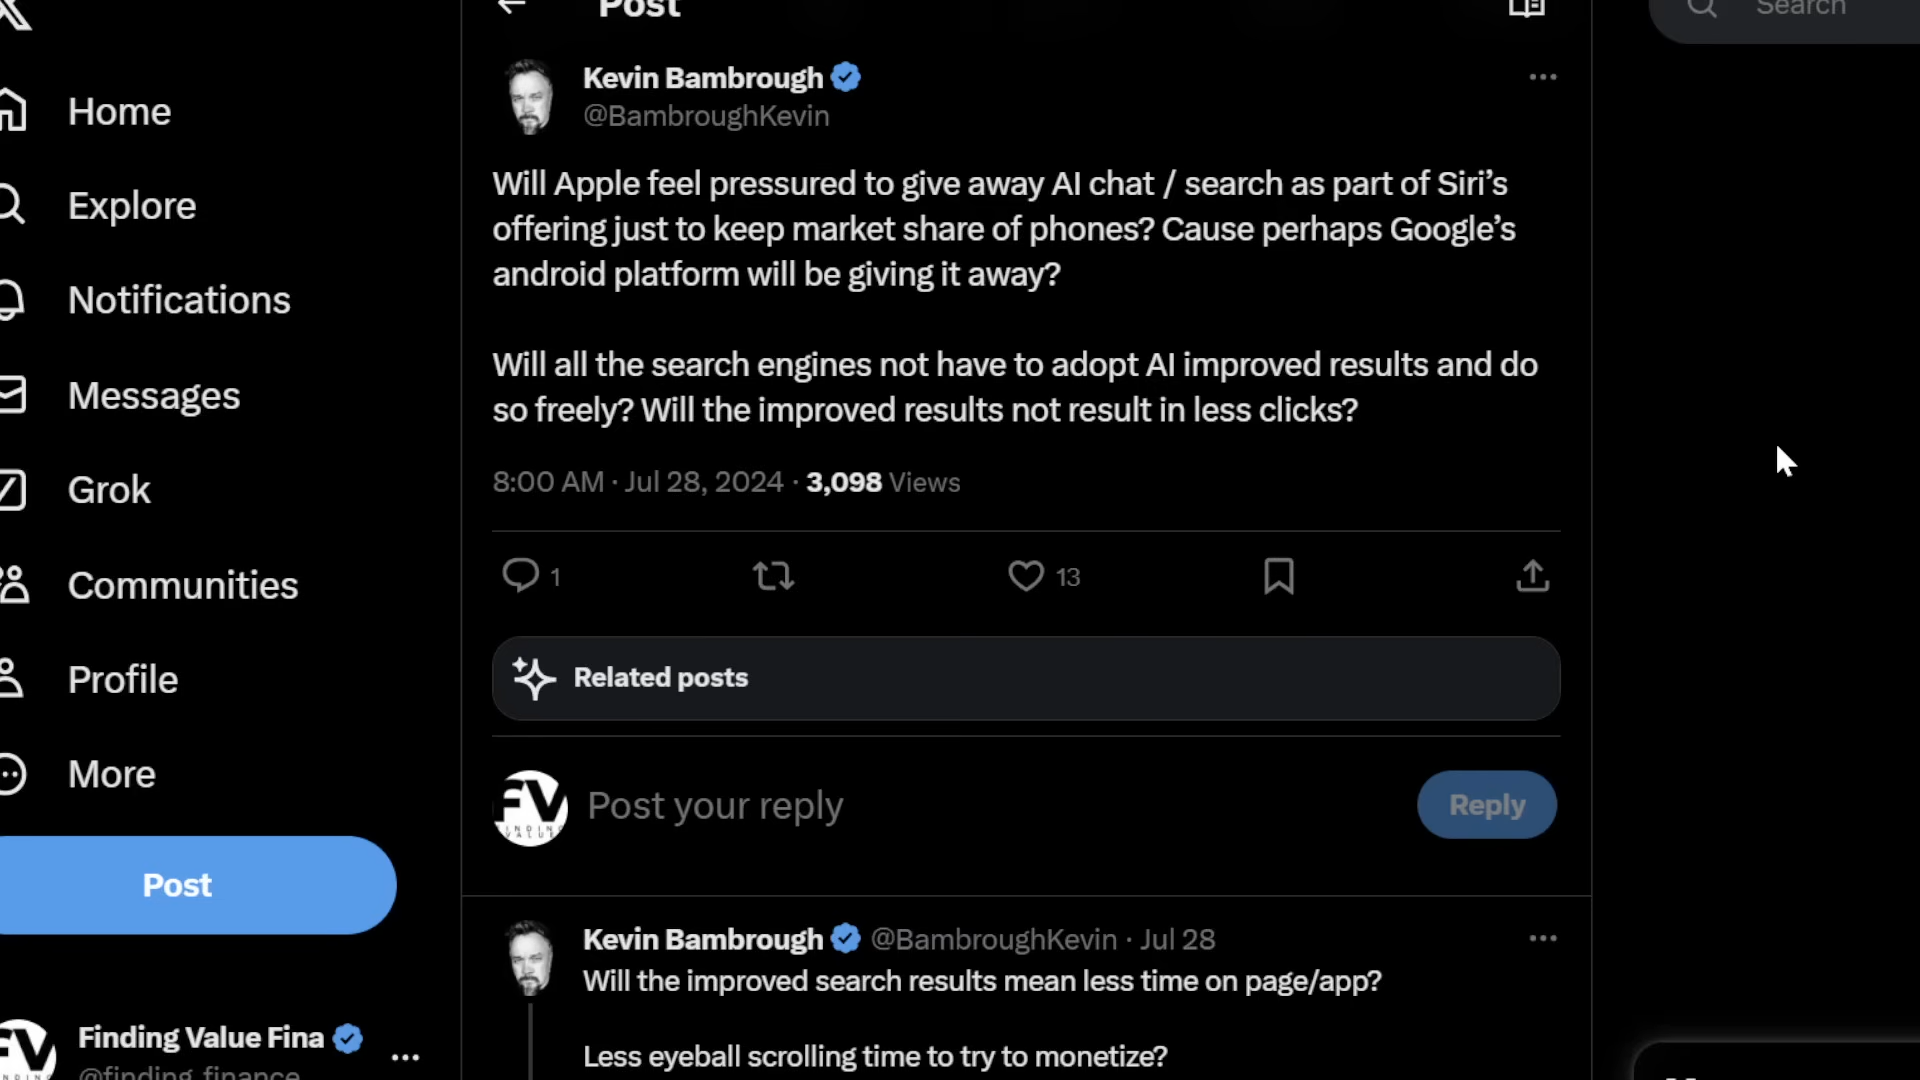 Post
Search
Home
Explore
Notifications
Messages
Grok
Communities
Profile
More
Post
Finding Value Fina
@finding_finance
Kevin Bambrough
@BambroughKevin
Will Apple feel pressured to give away AI chat / search as part of Siri's
offering just to keep market share of phones? Cause perhaps Google's
android platform will be giving it away?
Will all the search engines not have to adopt AI improved results and do
so freely? Will the improved results not result in less clicks?
8:00 AM · Jul 28, 2024 · 3,098 Views
1
13
Related posts
FV
FINDING
VALUE
Post your reply
Reply
Kevin Bambrough @BambroughKevin · Jul 28
Will the improved search results mean less time on page/app?
Less eyeball scrolling time to try to monetize?